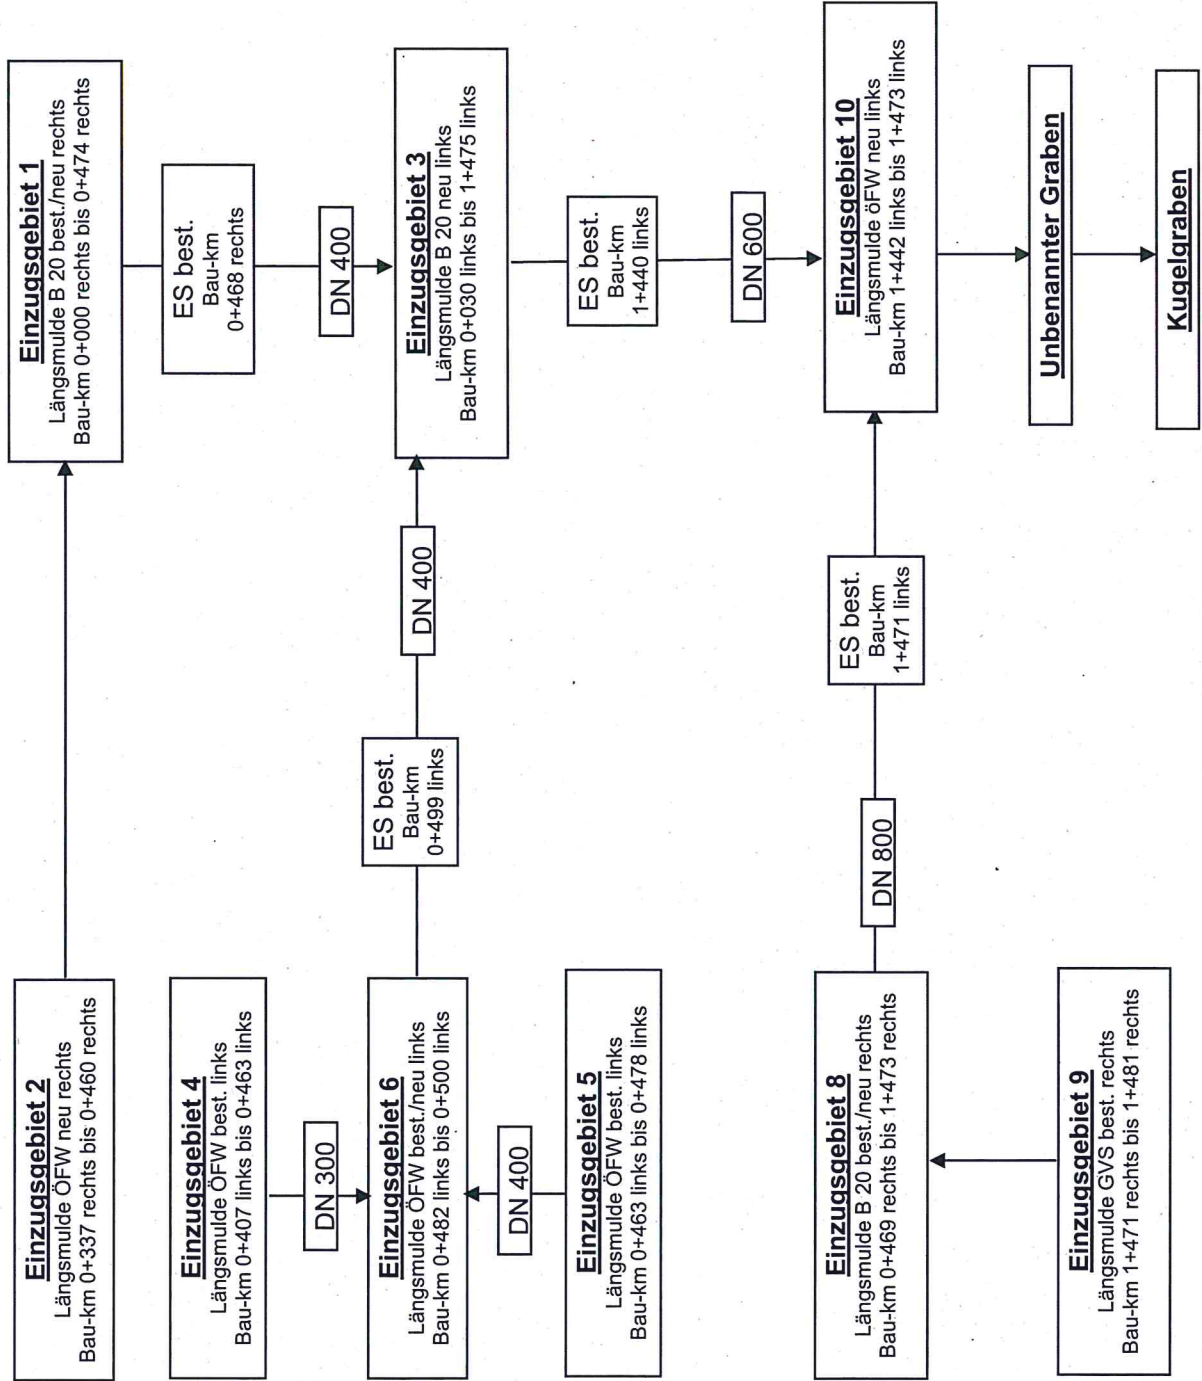 Einzugsgebiet 2
Längsmulde ÖFW neu rechts
Bau-km 0+337 rechts bis 0+460 rechts
Einzugsgebiet 1
Längsmulde B 20 best./neu rechts
Bau-km 0+000 rechts bis 0+474 rechts
ES best.
Bau-km
0+468 rechts
DN 400
Einzugsgebiet 4
Längsmulde ÖFW best. links
Bau-km 0+407 links bis 0+463 links
DN 300
Einzugsgebiet 6
Längsmulde ÖFW best./neu links
Bau-km 0+482 links bis 0+500 links
ES best.
Bau-km
0+499 links
DN 400
Einzugsgebiet 3
Längsmulde B 20 neu links
Bau-km 0+030 links bis 1+475 links
DN 400
Einzugsgebiet 5
Längsmulde ÖFW best. links
Bau-km 0+463 links bis 0+478 links
ES best.
Bau-km
1+440 links
DN 600
Einzugsgebiet 8
Längsmulde B 20 best./neu rechts
Bau-km 0+469 rechts bis 1+473 rechts
DN 800
ES best.
Bau-km
1+471 links
Einzugsgebiet 10
Längsmulde öFW neu links
Bau-km 1+442 links bis 1+473 links
Einzugsgebiet 9
Längsmulde GVS best. rechts
Bau-km 1+471 rechts bis 1+481 rechts
Unbenannter Graben
Kugelgraben